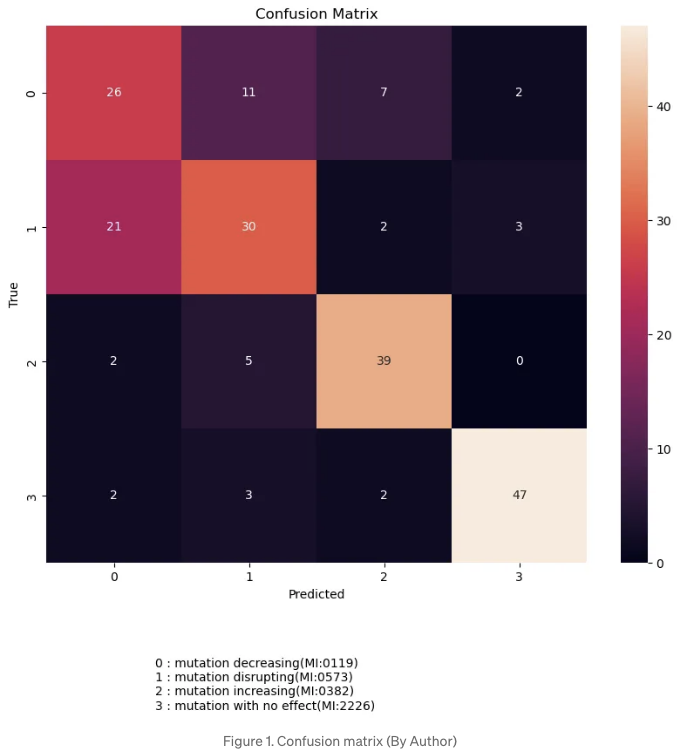 Confusion Matrix
0 26 11 7 2
1 21 30 2 3
2 2 5 39 0
3 2 3 2 47
True
0 1 2 3
Predicted
40
30
20
10
0
0 : mutation decreasing(MI:0119)
1 : mutation disrupting(MI:0573)
2 : mutation increasing(MI:0382)
3 : mutation with no effect(MI:2226)
Figure 1. Confusion matrix (By Author)